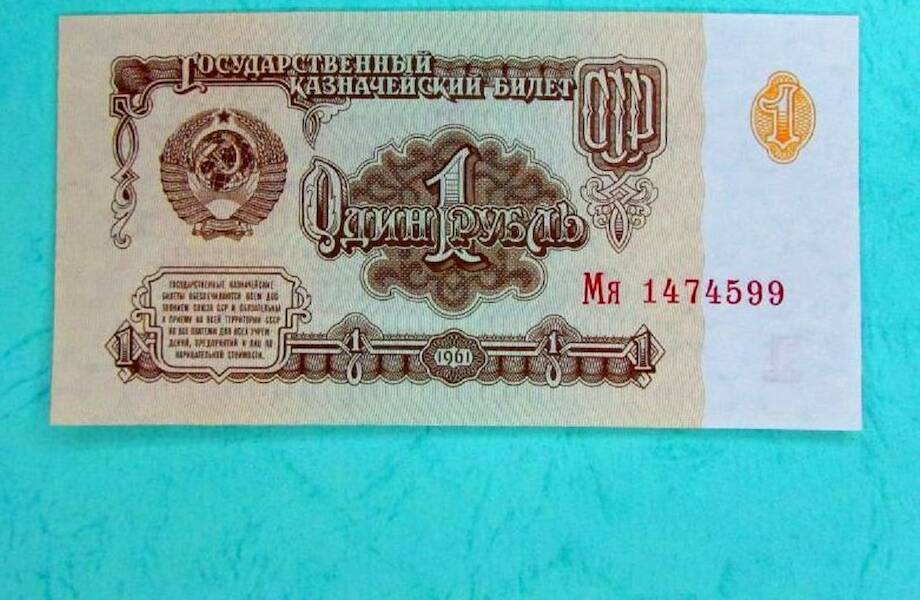 Государственный
казначейский билет
СССР
1
Один 1 рубль
Мя 1474599
ГОСУДАРСТВЕННЫЕ КАЗНАЧЕЙСКИЕ
БИЛЕТЫ ОБЕСПЕЧИВАЮТСЯ ВСЕМ ДОС
ТОЯНИЕМ СОЮЗА ССР И ОБЯЗАТЕЛЬНЫ
К ПРИЕМУ НА ВСЕЙ ТЕРРИТОРИИ СССР
ВО ВСЕ ПЛАТЕЖИ ДЛЯ ВСЕХ УЧРЕЖ-
ДЕНИЙ, ПРЕДПРИЯТИЙ И ЛИЦ ПО
НАРИЦАТЕЛЬНОЙ СТОИМОСТИ.
1 1 1961 1 1